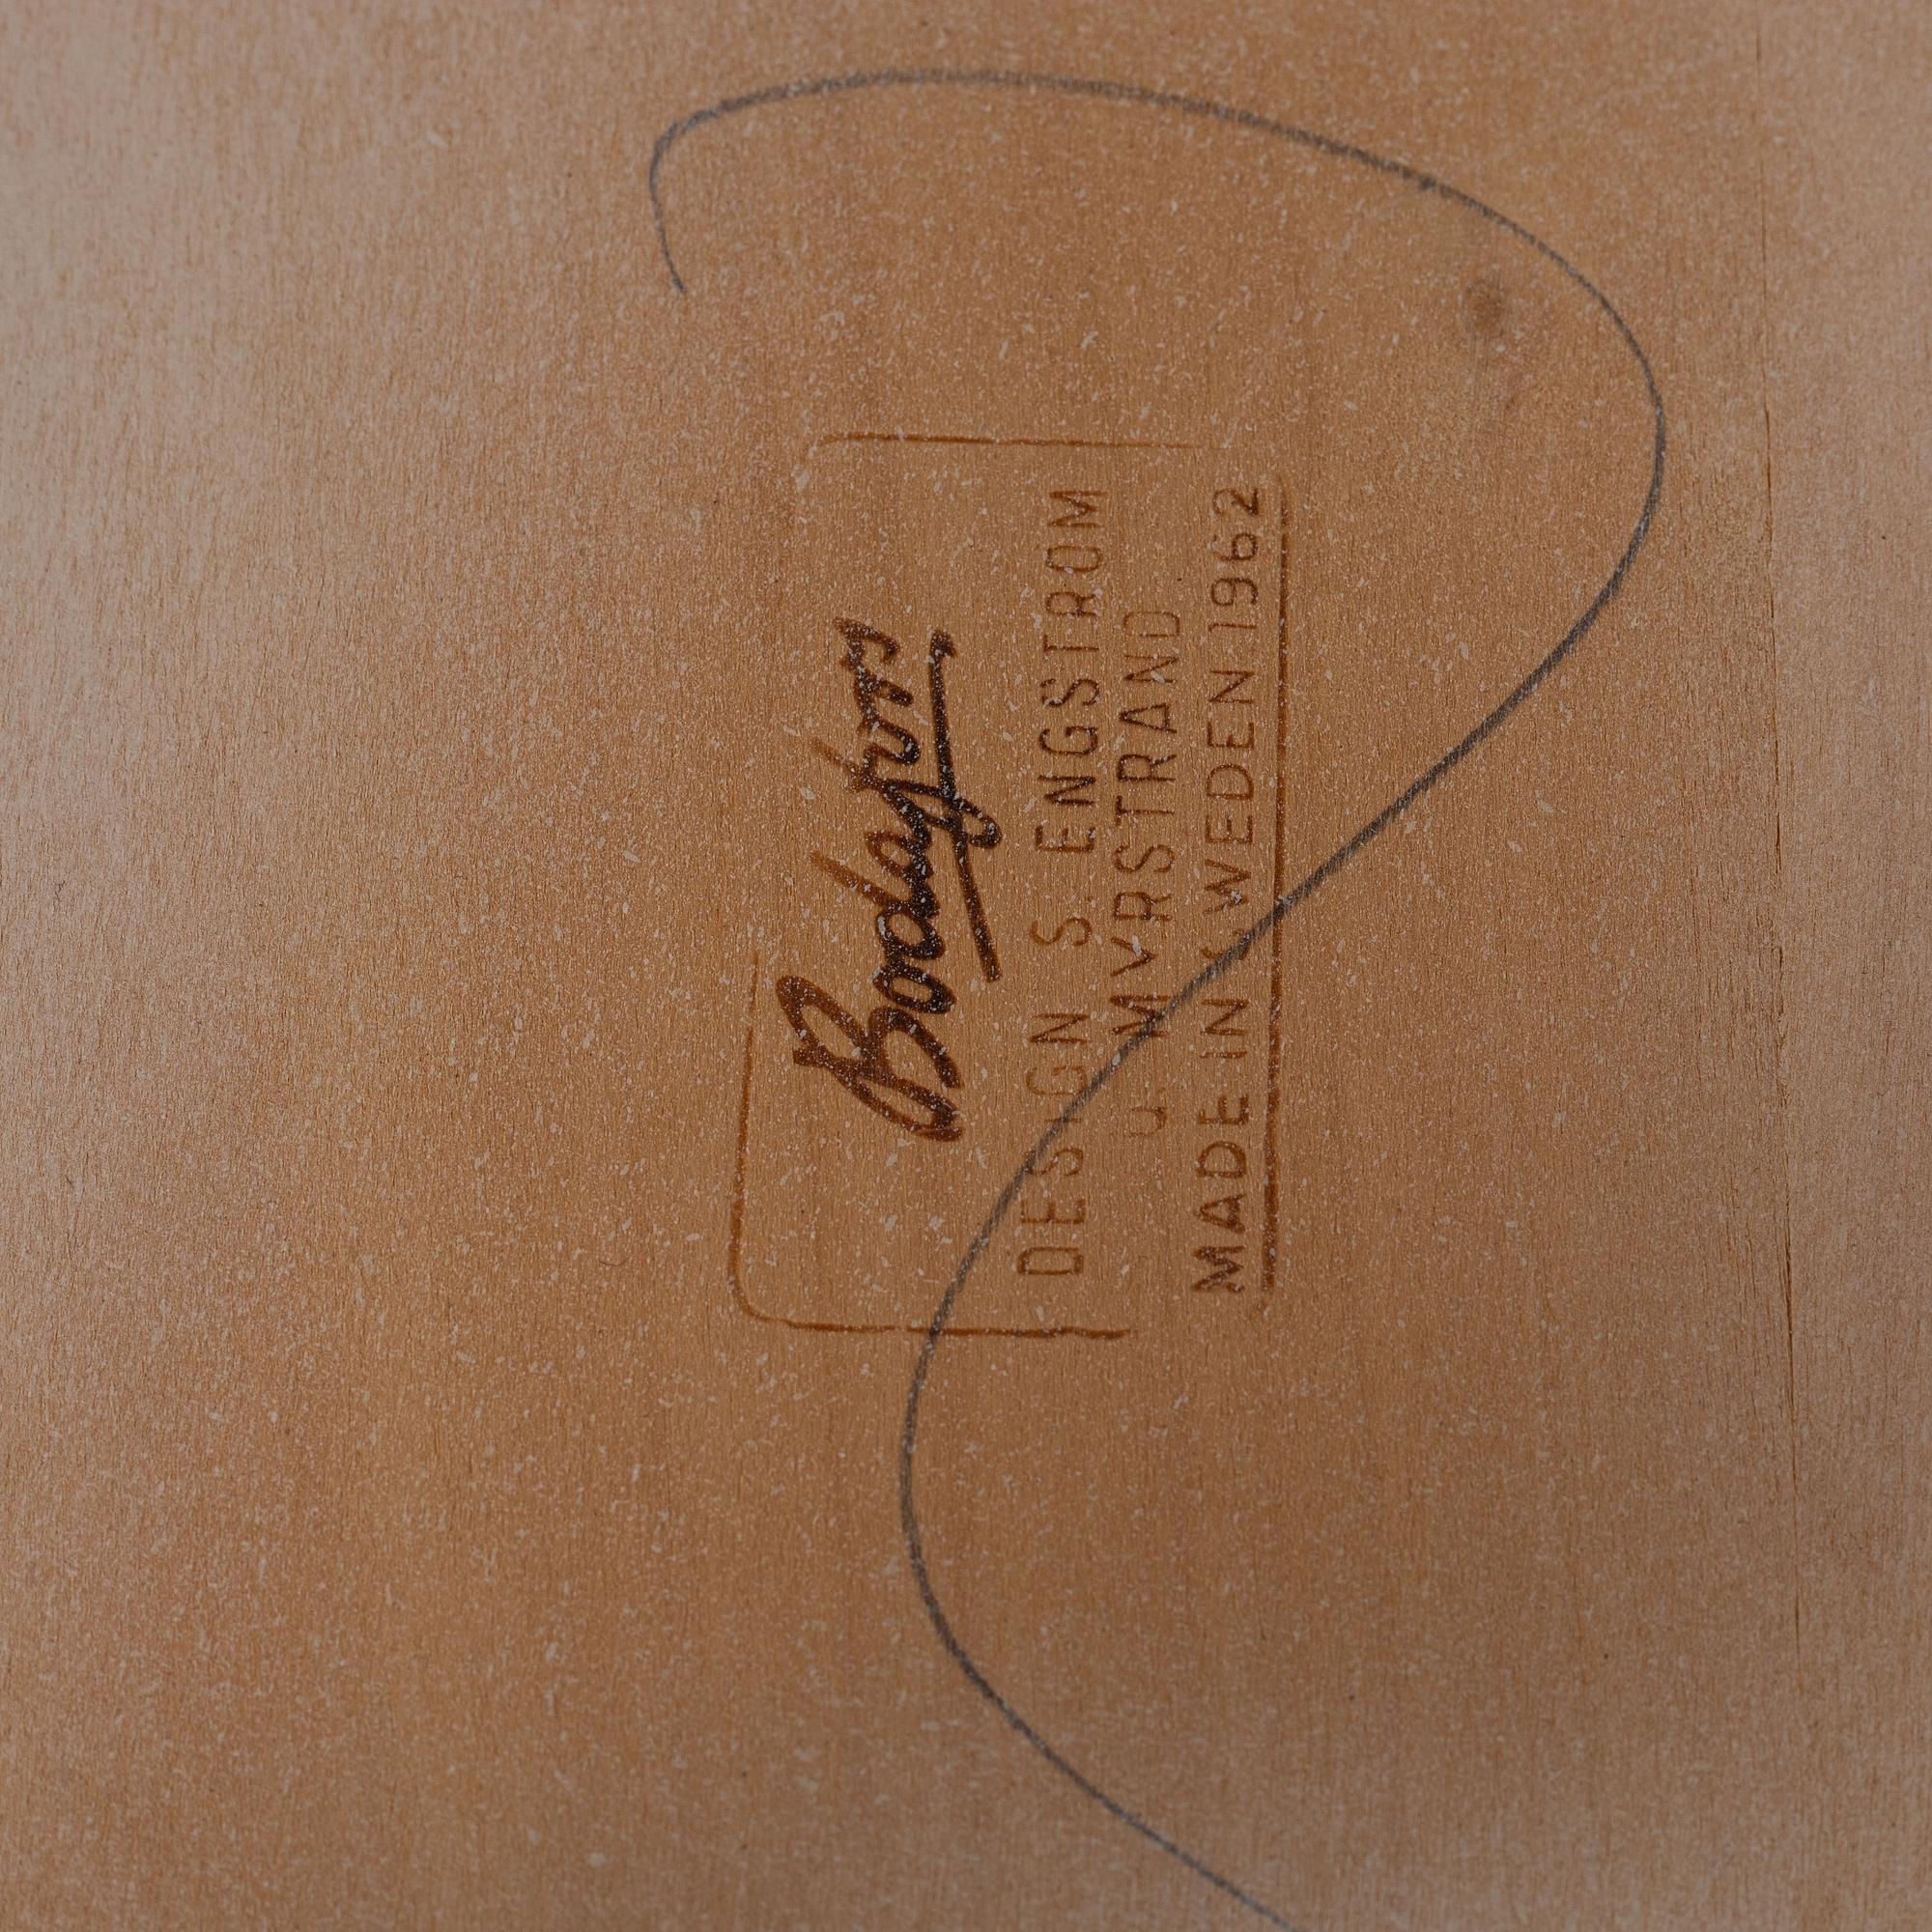 Bodafors
DESIGN S. ENGSTROM
G. MYRSTRAND
MADE IN SWEDEN 1962